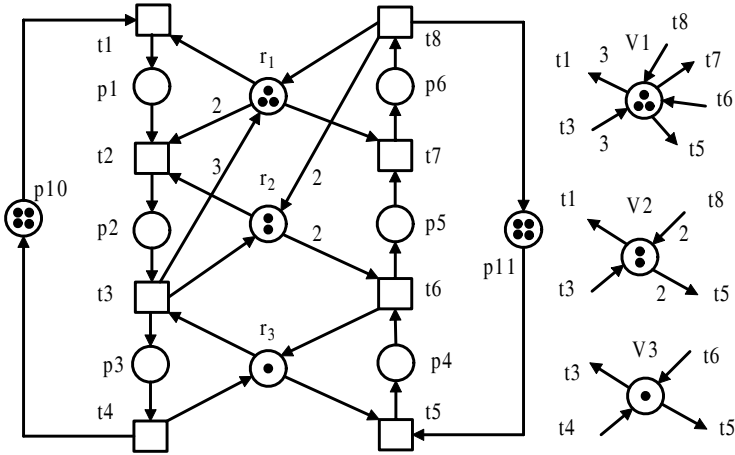 t1 r1 t8 t8
p1 2 p6 t1 3 V1 t7
t2 3 r2 2 t7 t3 3 t6 t5
p10
p2 2 p5 p11 t1 V2 t8
t3 t6 t3 2 2 t5
r3
p3 p4 t3 V3 t6
t4 t5 t4 t5